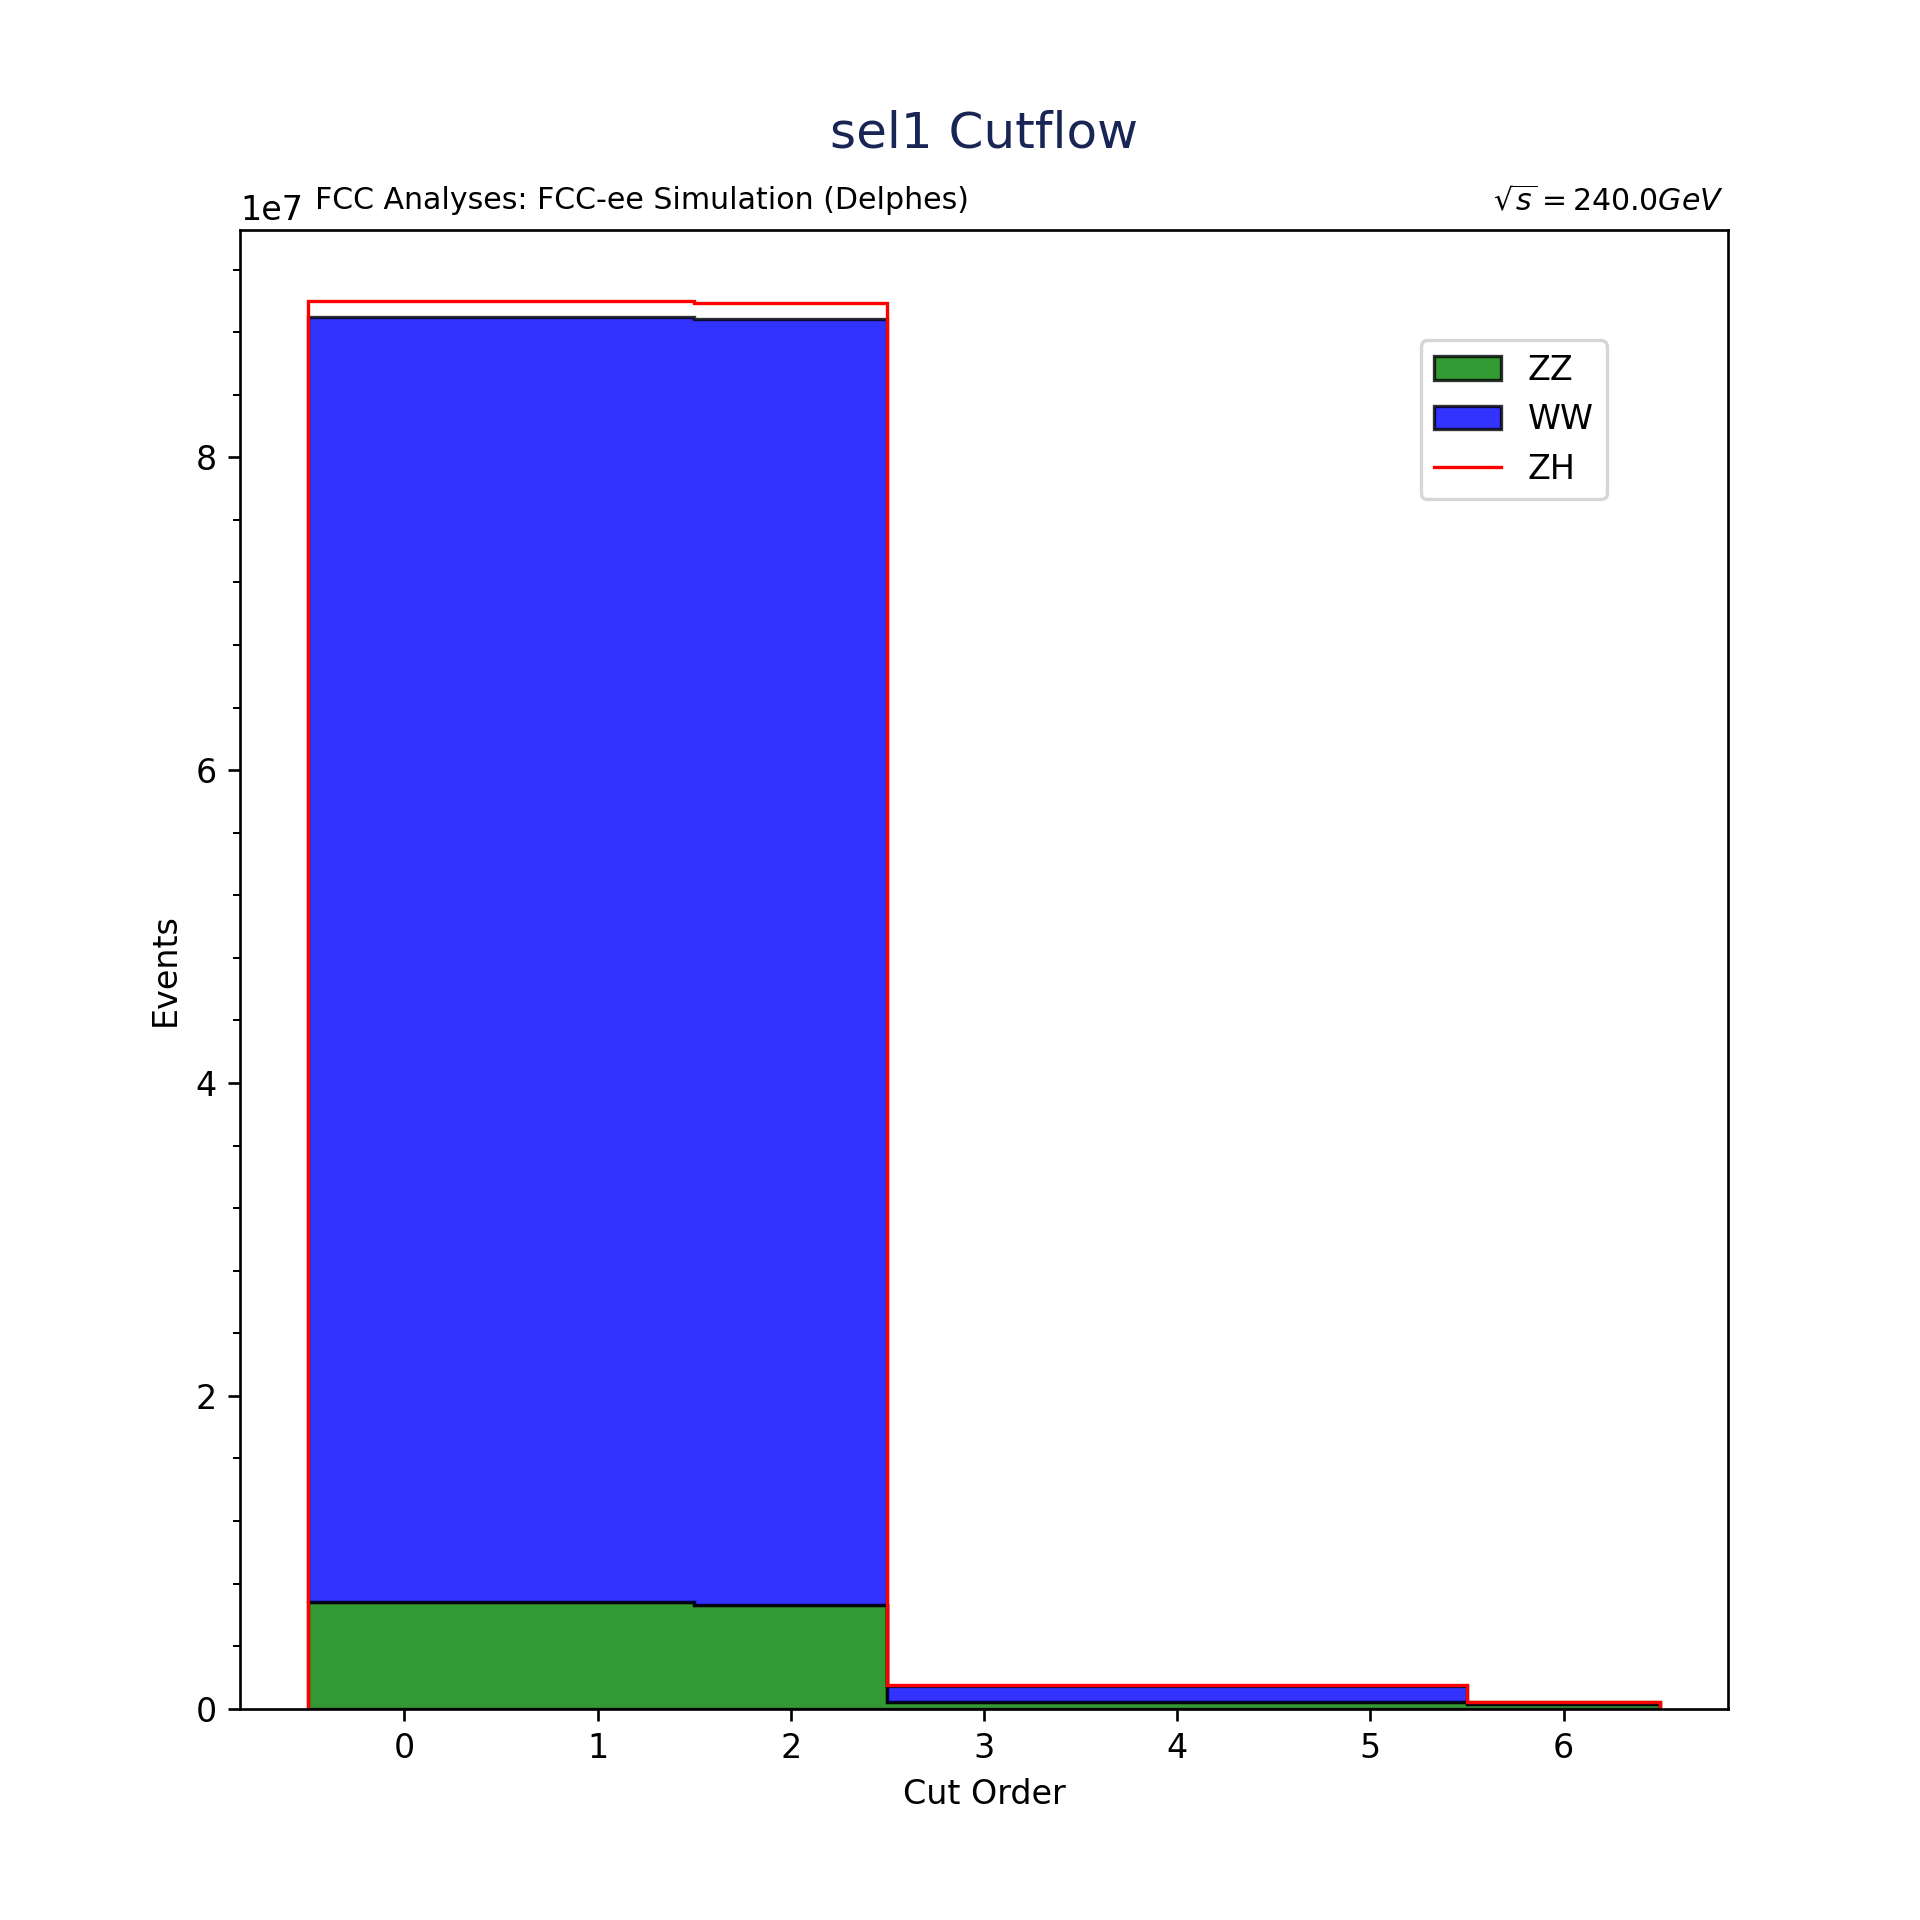 sel1 Cutflow
1e7 FCC Analyses: FCC-ee Simulation (Delphes)
√s = 240.0GeV
8
6
4
2
0
Events
ZZ
WW
ZH
0 1 2 3 4 5 6
Cut Order